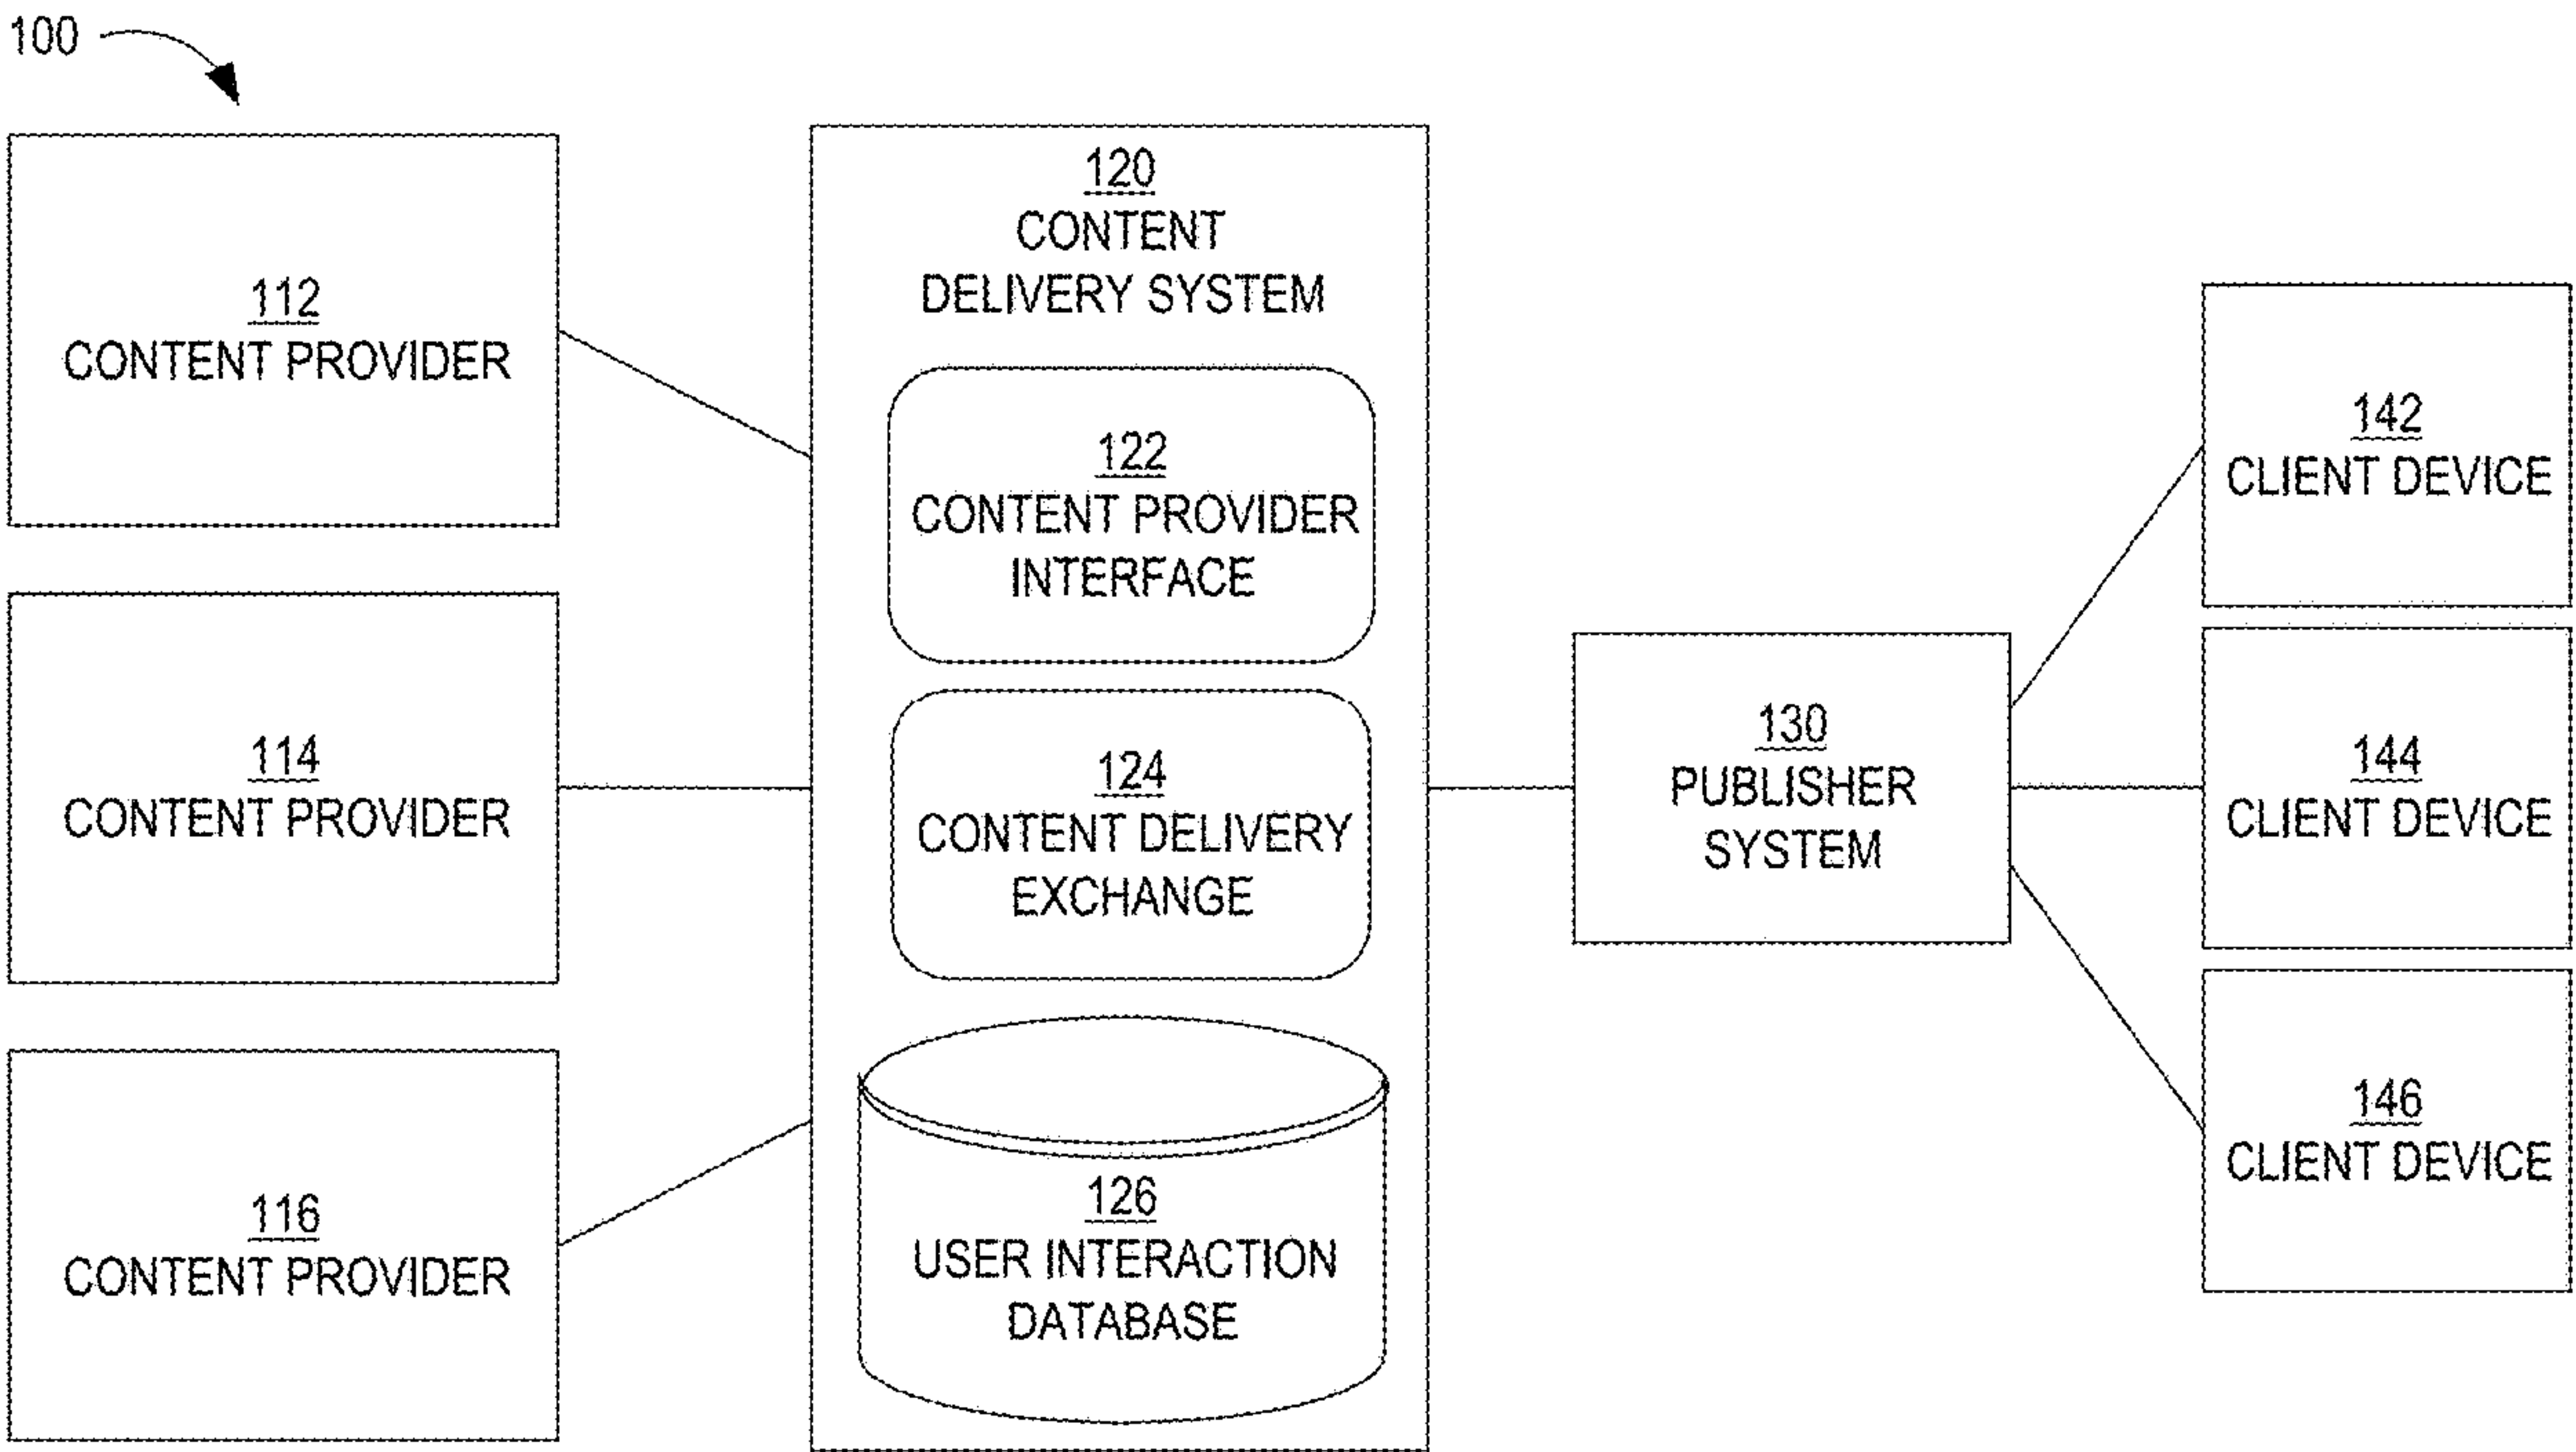 100
112
CONTENT PROVIDER
114
CONTENT PROVIDER
116
CONTENT PROVIDER
120
CONTENT
DELIVERY SYSTEM
122
CONTENT PROVIDER
INTERFACE
124
CONTENT DELIVERY
EXCHANGE
126
USER INTERACTION
DATABASE
130
PUBLISHER
SYSTEM
142
CLIENT DEVICE
144
CLIENT DEVICE
146
CLIENT DEVICE